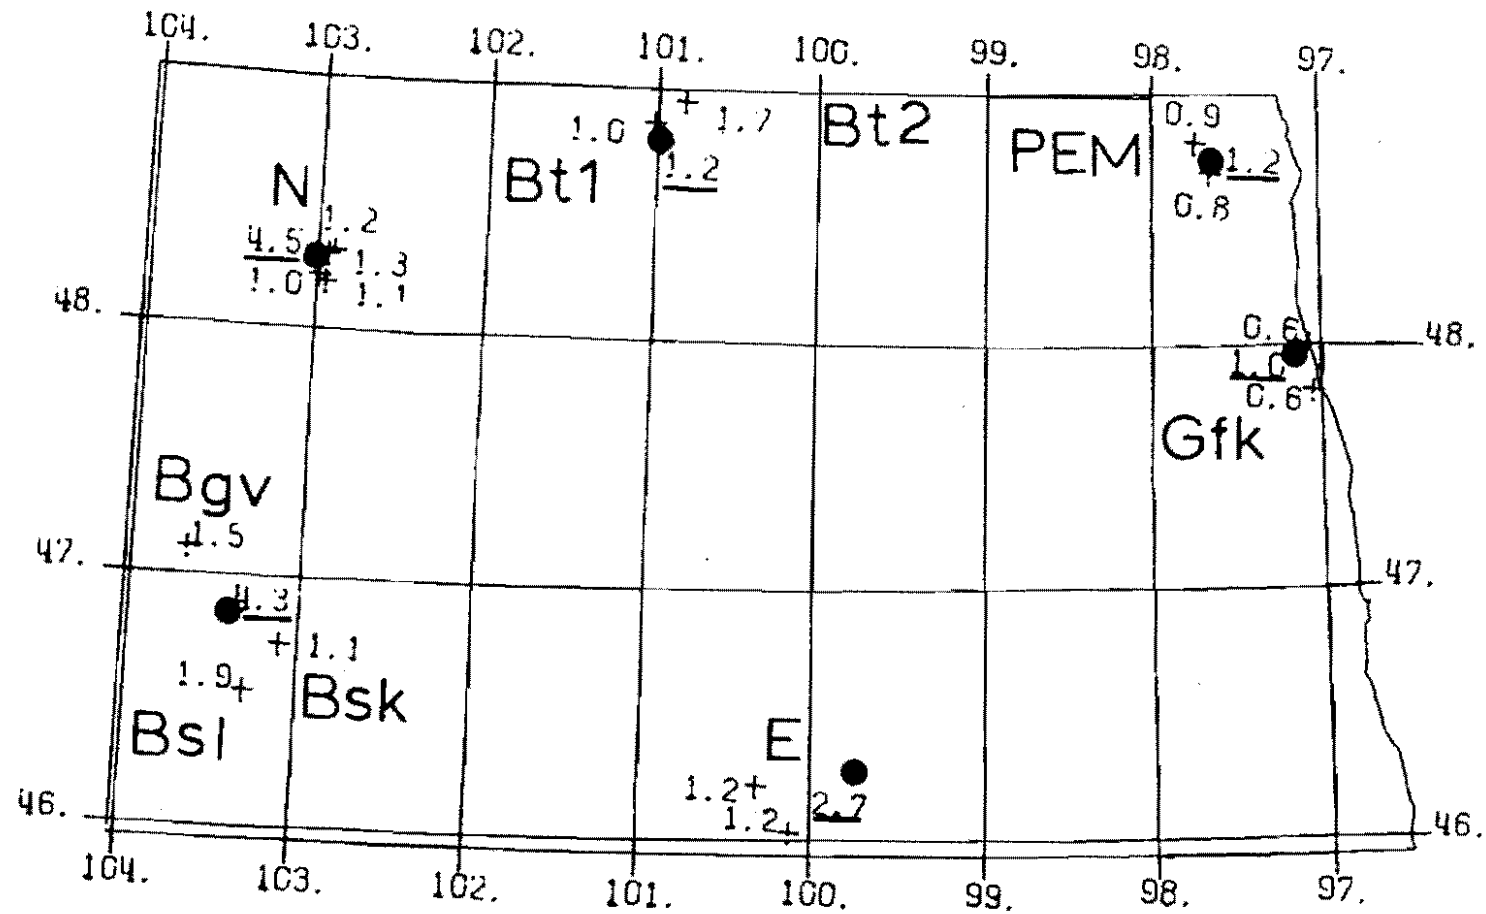 104. 103. 102. 101. 100. 99. 98. 97.
1.0 1.7 Bt2 PEM 0.9
Bt1 1.2 1.2
N 0.8
1.2
4.5 1.3
1.0 1.1
48. 0.6 48.
1.0
0.6
Gfk
Bgv
1.5
47. 47.
4.3
1.1
1.9
Bsk
Bsl E
1.2 2.7
46. 1.2 46.
104. 103. 102. 101. 100. 99. 98. 97.